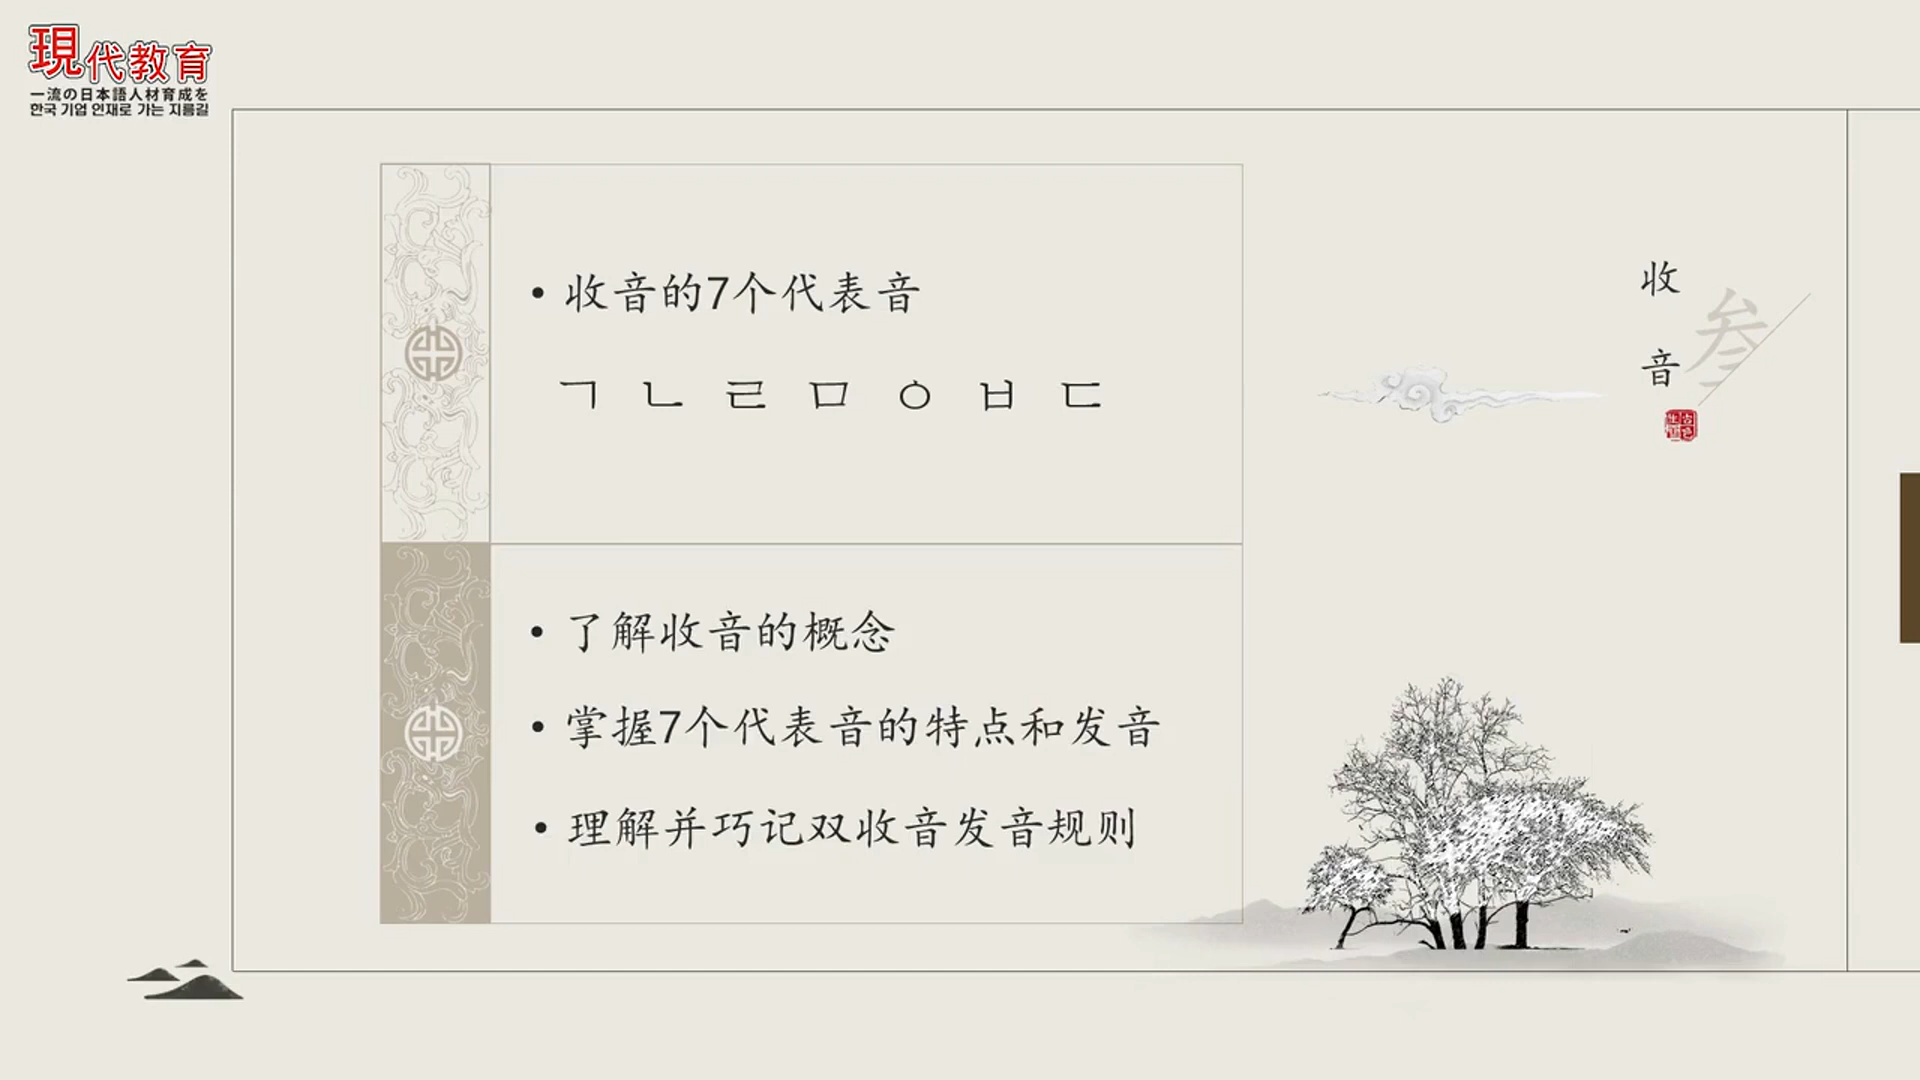 現代教育
一流の日本語人材育成を
한국 기업 인재로 가는 지름길
• 收音的7个代表音
ㄱ ㄴ ㄹ ㅁ ㅇ ㅂ ㄷ
• 了解收音的概念
• 掌握7个代表音的特点和发音
• 理解并巧记双收音发音规则
收音
叁